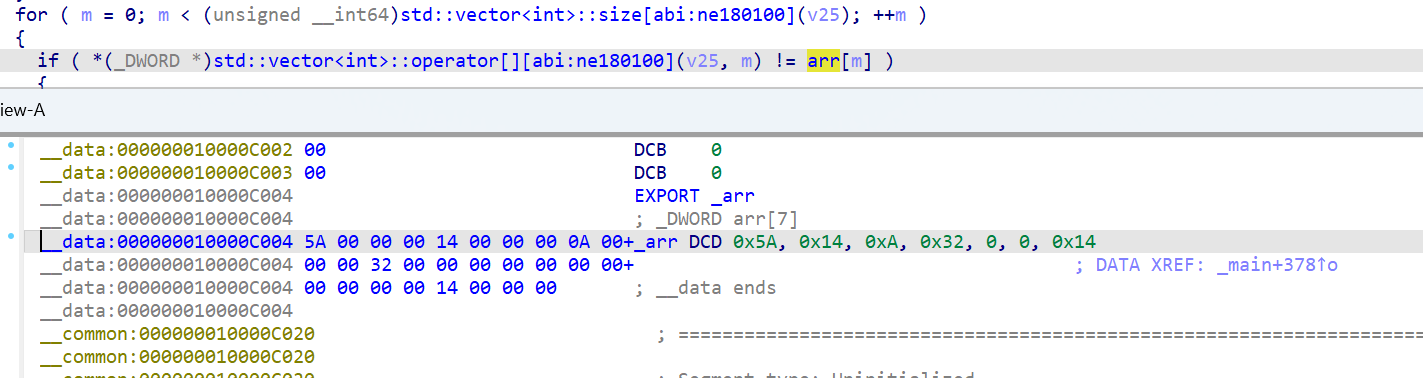 for ( m = 0; m < (unsigned __int64)std::vector<int>::size[abi:ne180100](v25); ++m )
{
if ( *(_DWORD *)std::vector<int>::operator[][abi:ne180100](v25, m) != arr[m] )
{
iew-A
__data:000000010000C002 00 DCB 0
__data:000000010000C003 00 DCB 0
__data:000000010000C004 EXPORT _arr
__data:000000010000C004 ; _DWORD arr[7]
__data:000000010000C004 5A 00 00 00 14 00 00 00 0A 00+_arr DCD 0x5A, 0x14, 0xA, 0x32, 0, 0, 0x14
__data:000000010000C004 00 00 32 00 00 00 00 00 00 00+ ; DATA XREF: _main+378↑o
__data:000000010000C004 00 00 00 00 14 00 00 00 ; __data ends
__data:000000010000C004
__common:000000010000C020 ; ========================================================================
__common:000000010000C020
__common:000000010000C020 ; Segment type: Uninitialized